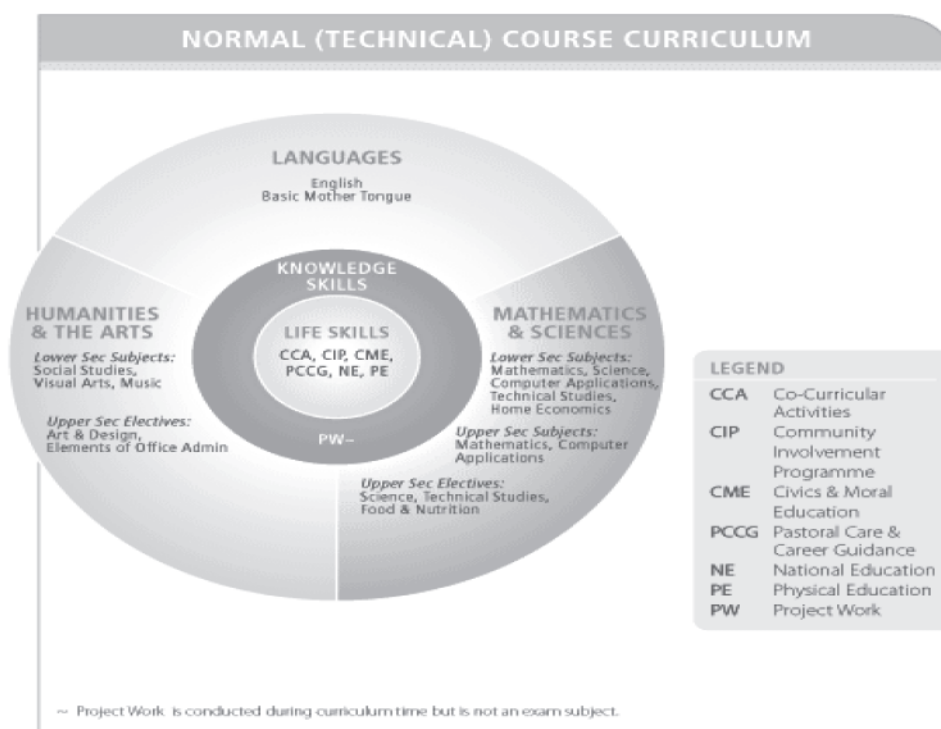 NORMAL (TECHNICAL) COURSE CURRICULUM
LANGUAGES
English
Basic Mother Tongue
KNOWLEDGE
SKILLS
LIFE SKILLS
CCA, CIP, CME,
PCCG, NE, PE
PW~
HUMANITIES
& THE ARTS
Lower Sec Subjects:
Social Studies,
Visual Arts, Music
Upper Sec Electives:
Art & Design,
Elements of Office Admin
MATHEMATICS
& SCIENCES
Lower Sec Subjects:
Mathematics, Science,
Computer Applications,
Technical Studies,
Home Economics
Upper Sec Subjects:
Mathematics, Computer
Applications
Upper Sec Electives:
Science, Technical Studies,
Food & Nutrition
LEGEND
CCA Co-Curricular
Activities
CIP Community
Involvement
Programme
CME Civics & Moral
Education
PCCG Pastoral Care &
Career Guidance
NE National Education
PE Physical Education
PW Project Work
~ Project Work is conducted during curriculum time but is not an exam subject.